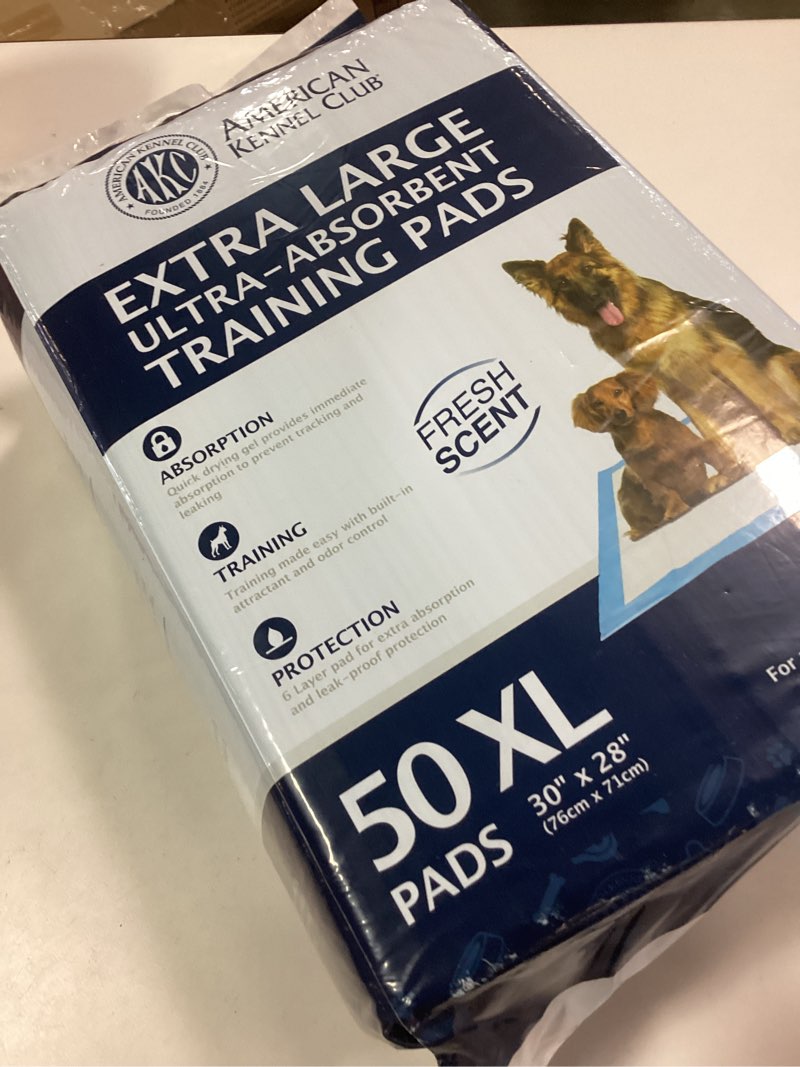 AMERICAN KENNEL CLUB
AKC
FOUNDED 1884
AMERICAN
KENNEL CLUB®
EXTRA LARGE
ULTRA-ABSORBENT
TRAINING PADS
FRESH
SCENT
ABSORPTION
Quick drying gel provides immediate
absorption to prevent tracking and
leaking
TRAINING
Training made easy with built-in
attractant and odor control
PROTECTION
6 Layer pad for extra absorption
and leak-proof protection
50 XL
PADS
30" x 28"
(76cm x 71cm)
For